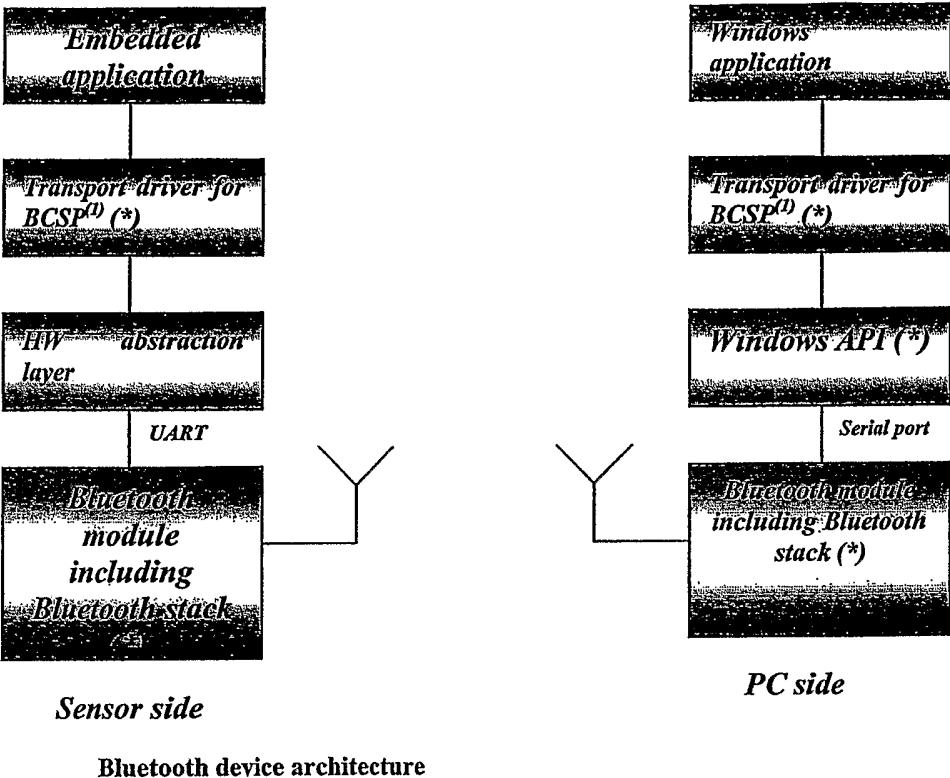 Embedded
application
Transport driver for
BCSP(1) (*)
HW abstraction
layer
UART
Bluetooth
module
including
Bluetooth stack
(*)
Sensor side
Windows
application
Transport driver for
BCSP(1) (*)
Windows API (*)
Serial port
Bluetooth module
including Bluetooth
stack (*)
PC side
Bluetooth device architecture